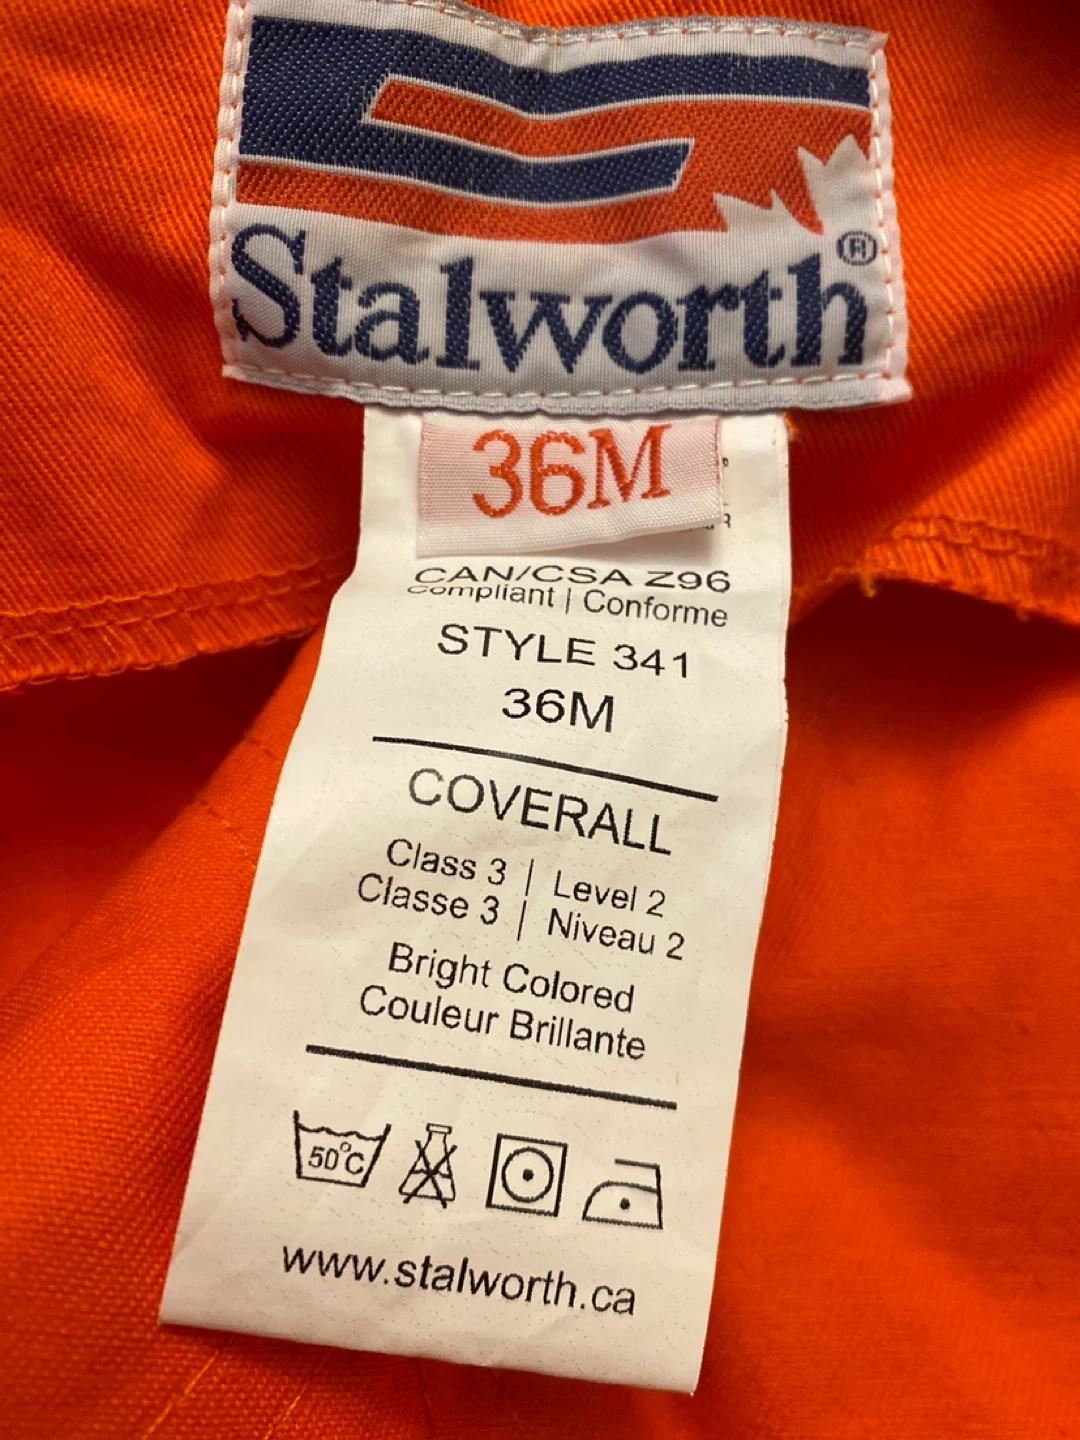 Stalworth®
36M
CAN/CSA Z96
Compliant | Conforme
STYLE 341
36M
COVERALL
Class 3 | Level 2
Classe 3 | Niveau 2
Bright Colored
Couleur Brillante
50°C
www.stalworth.ca